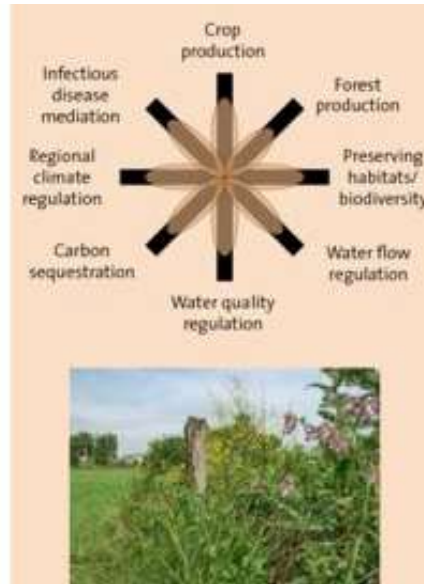 Crop
production
Infectious
disease
mediation
Forest
production
Regional
climate
regulation
Preserving
habitats/
biodiversity
Carbon
sequestration
Water flow
regulation
Water quality
regulation